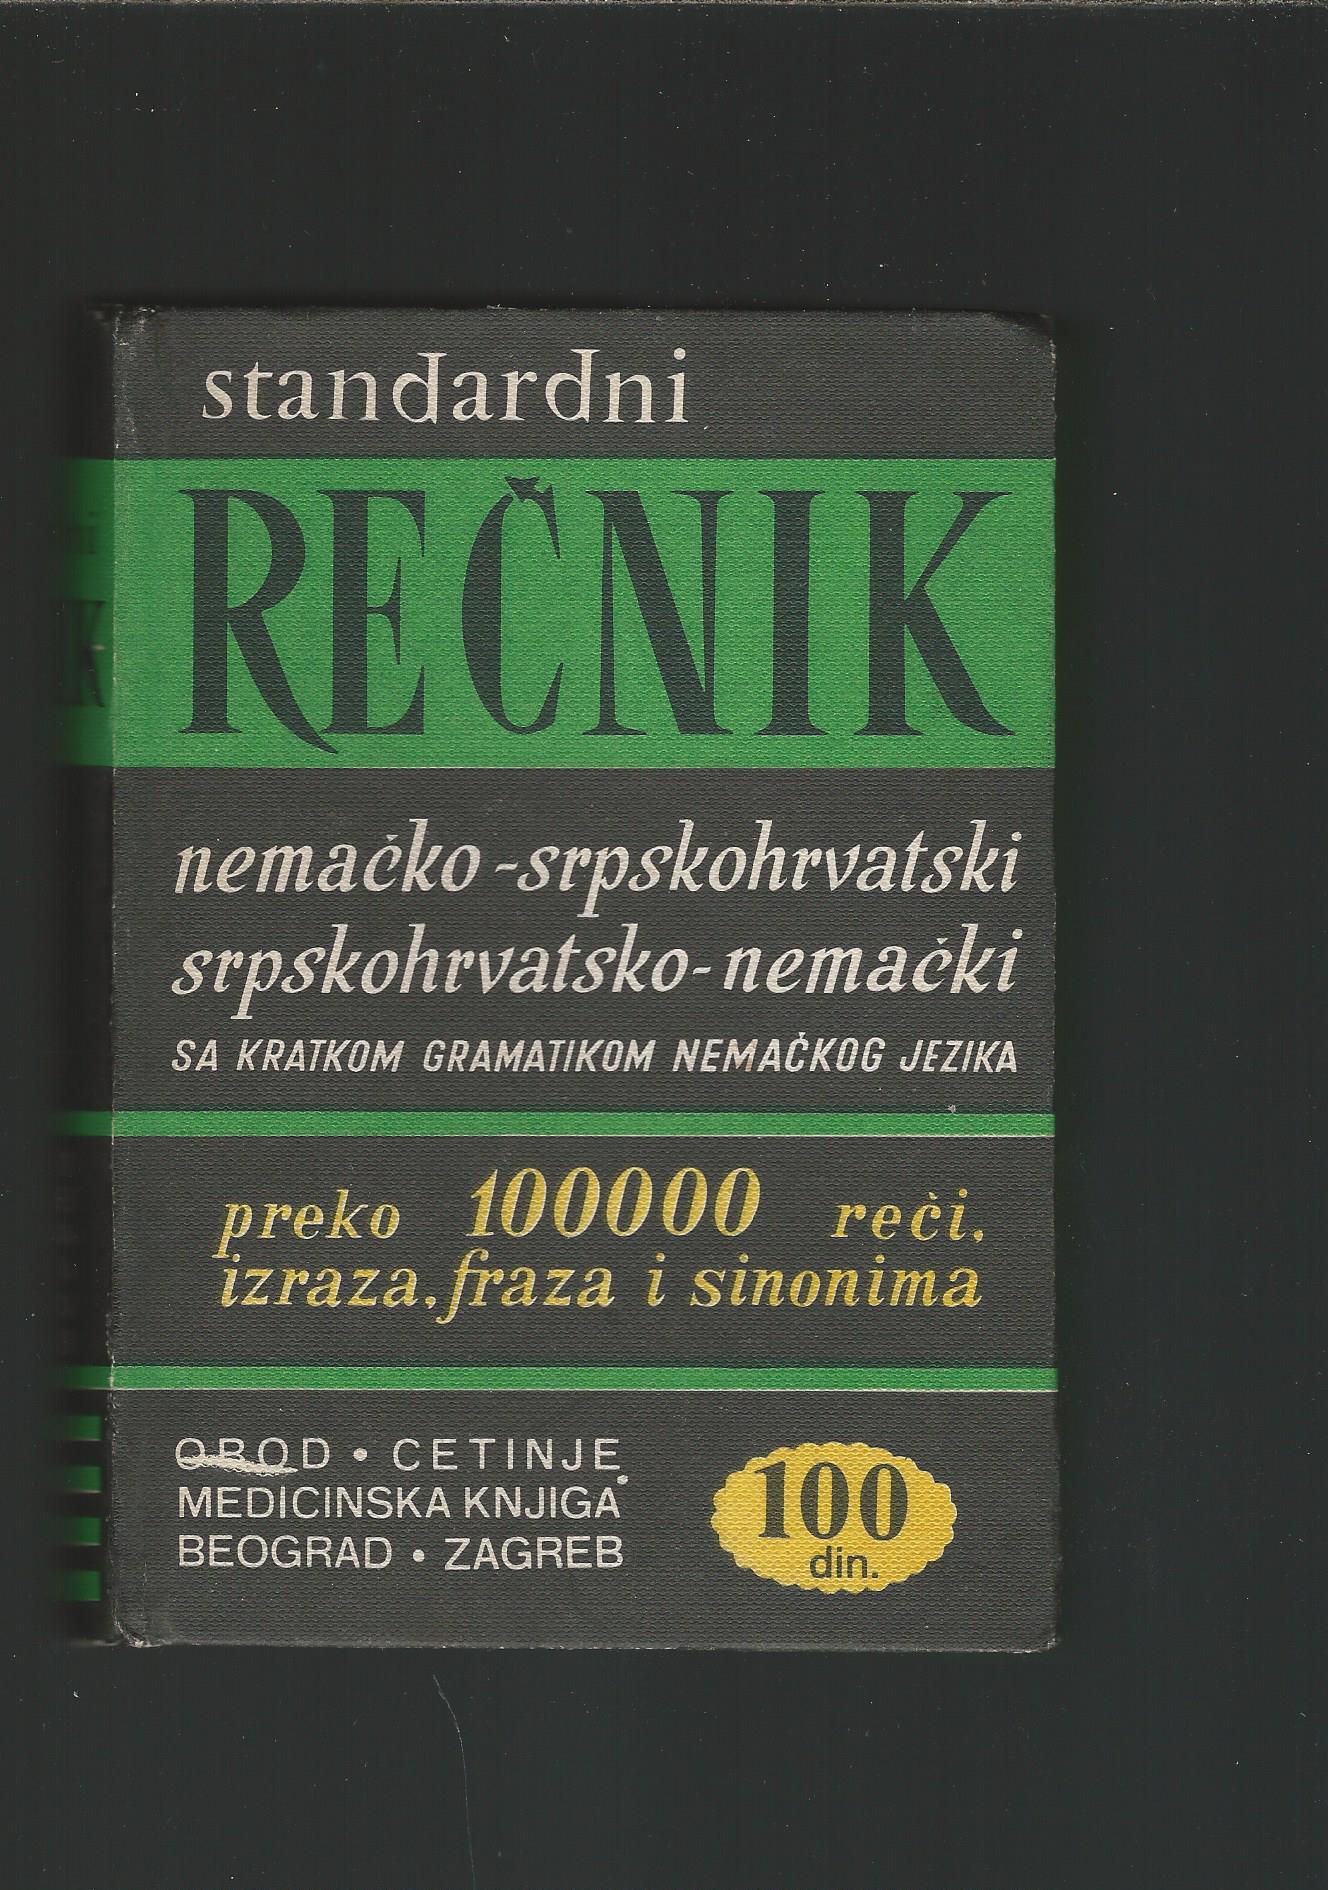 standardni
REČNIK
nemačko-srpskohrvatski
srpskohrvatsko-nemački
SA KRATKOM GRAMATIKOM NEMAČKOG JEZIKA
preko 100000 reči,
izraza, fraza i sinonima
OBOD • CETINJE
MEDICINSKA KNJIGA
BEOGRAD • ZAGREB
100
din.